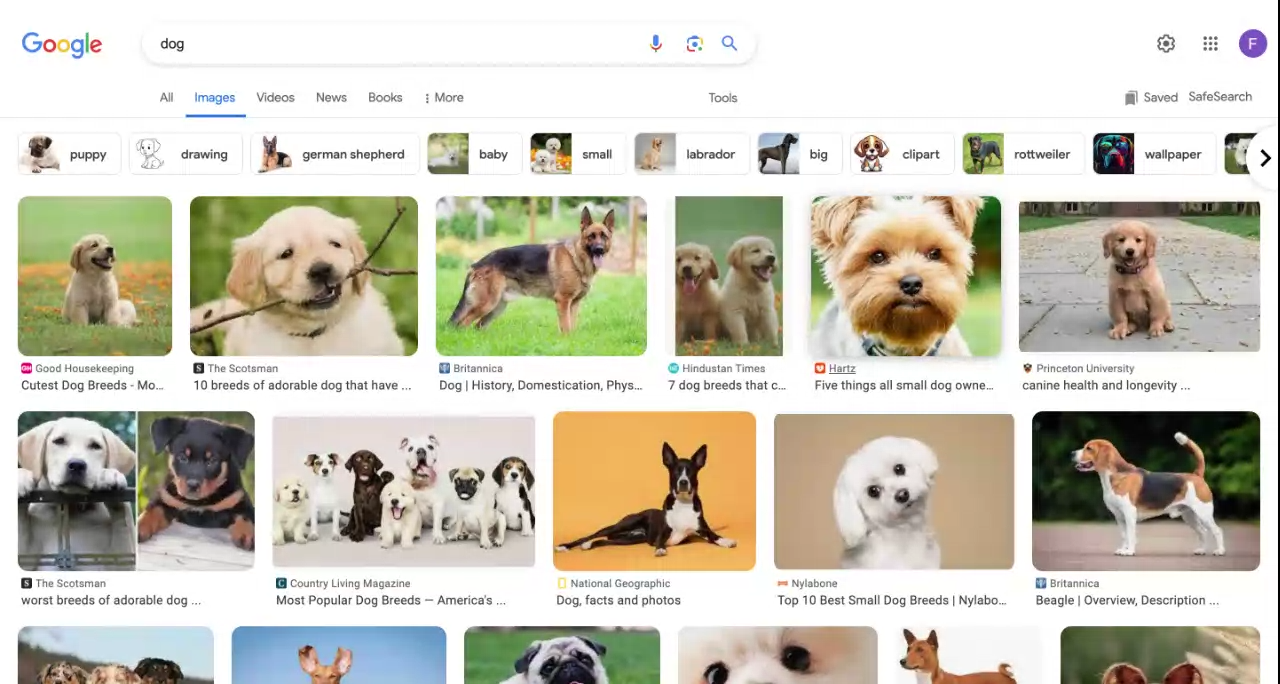 Google
dog
F
All Images Videos News Books More Tools Saved SafeSearch
puppy drawing german shepherd baby small labrador big clipart rottweiler wallpaper
Good Housekeeping
Cutest Dog Breeds - Mo...
The Scotsman
10 breeds of adorable dog that have ...
Britannica
Dog | History, Domestication, Phys...
Hindustan Times
7 dog breeds that c...
Hartz
Five things all small dog owne...
Princeton University
canine health and longevity ...
The Scotsman
worst breeds of adorable dog ...
Country Living Magazine
Most Popular Dog Breeds — America's ...
National Geographic
Dog, facts and photos
Nylabone
Top 10 Best Small Dog Breeds | Nylabo...
Britannica
Beagle | Overview, Description ...